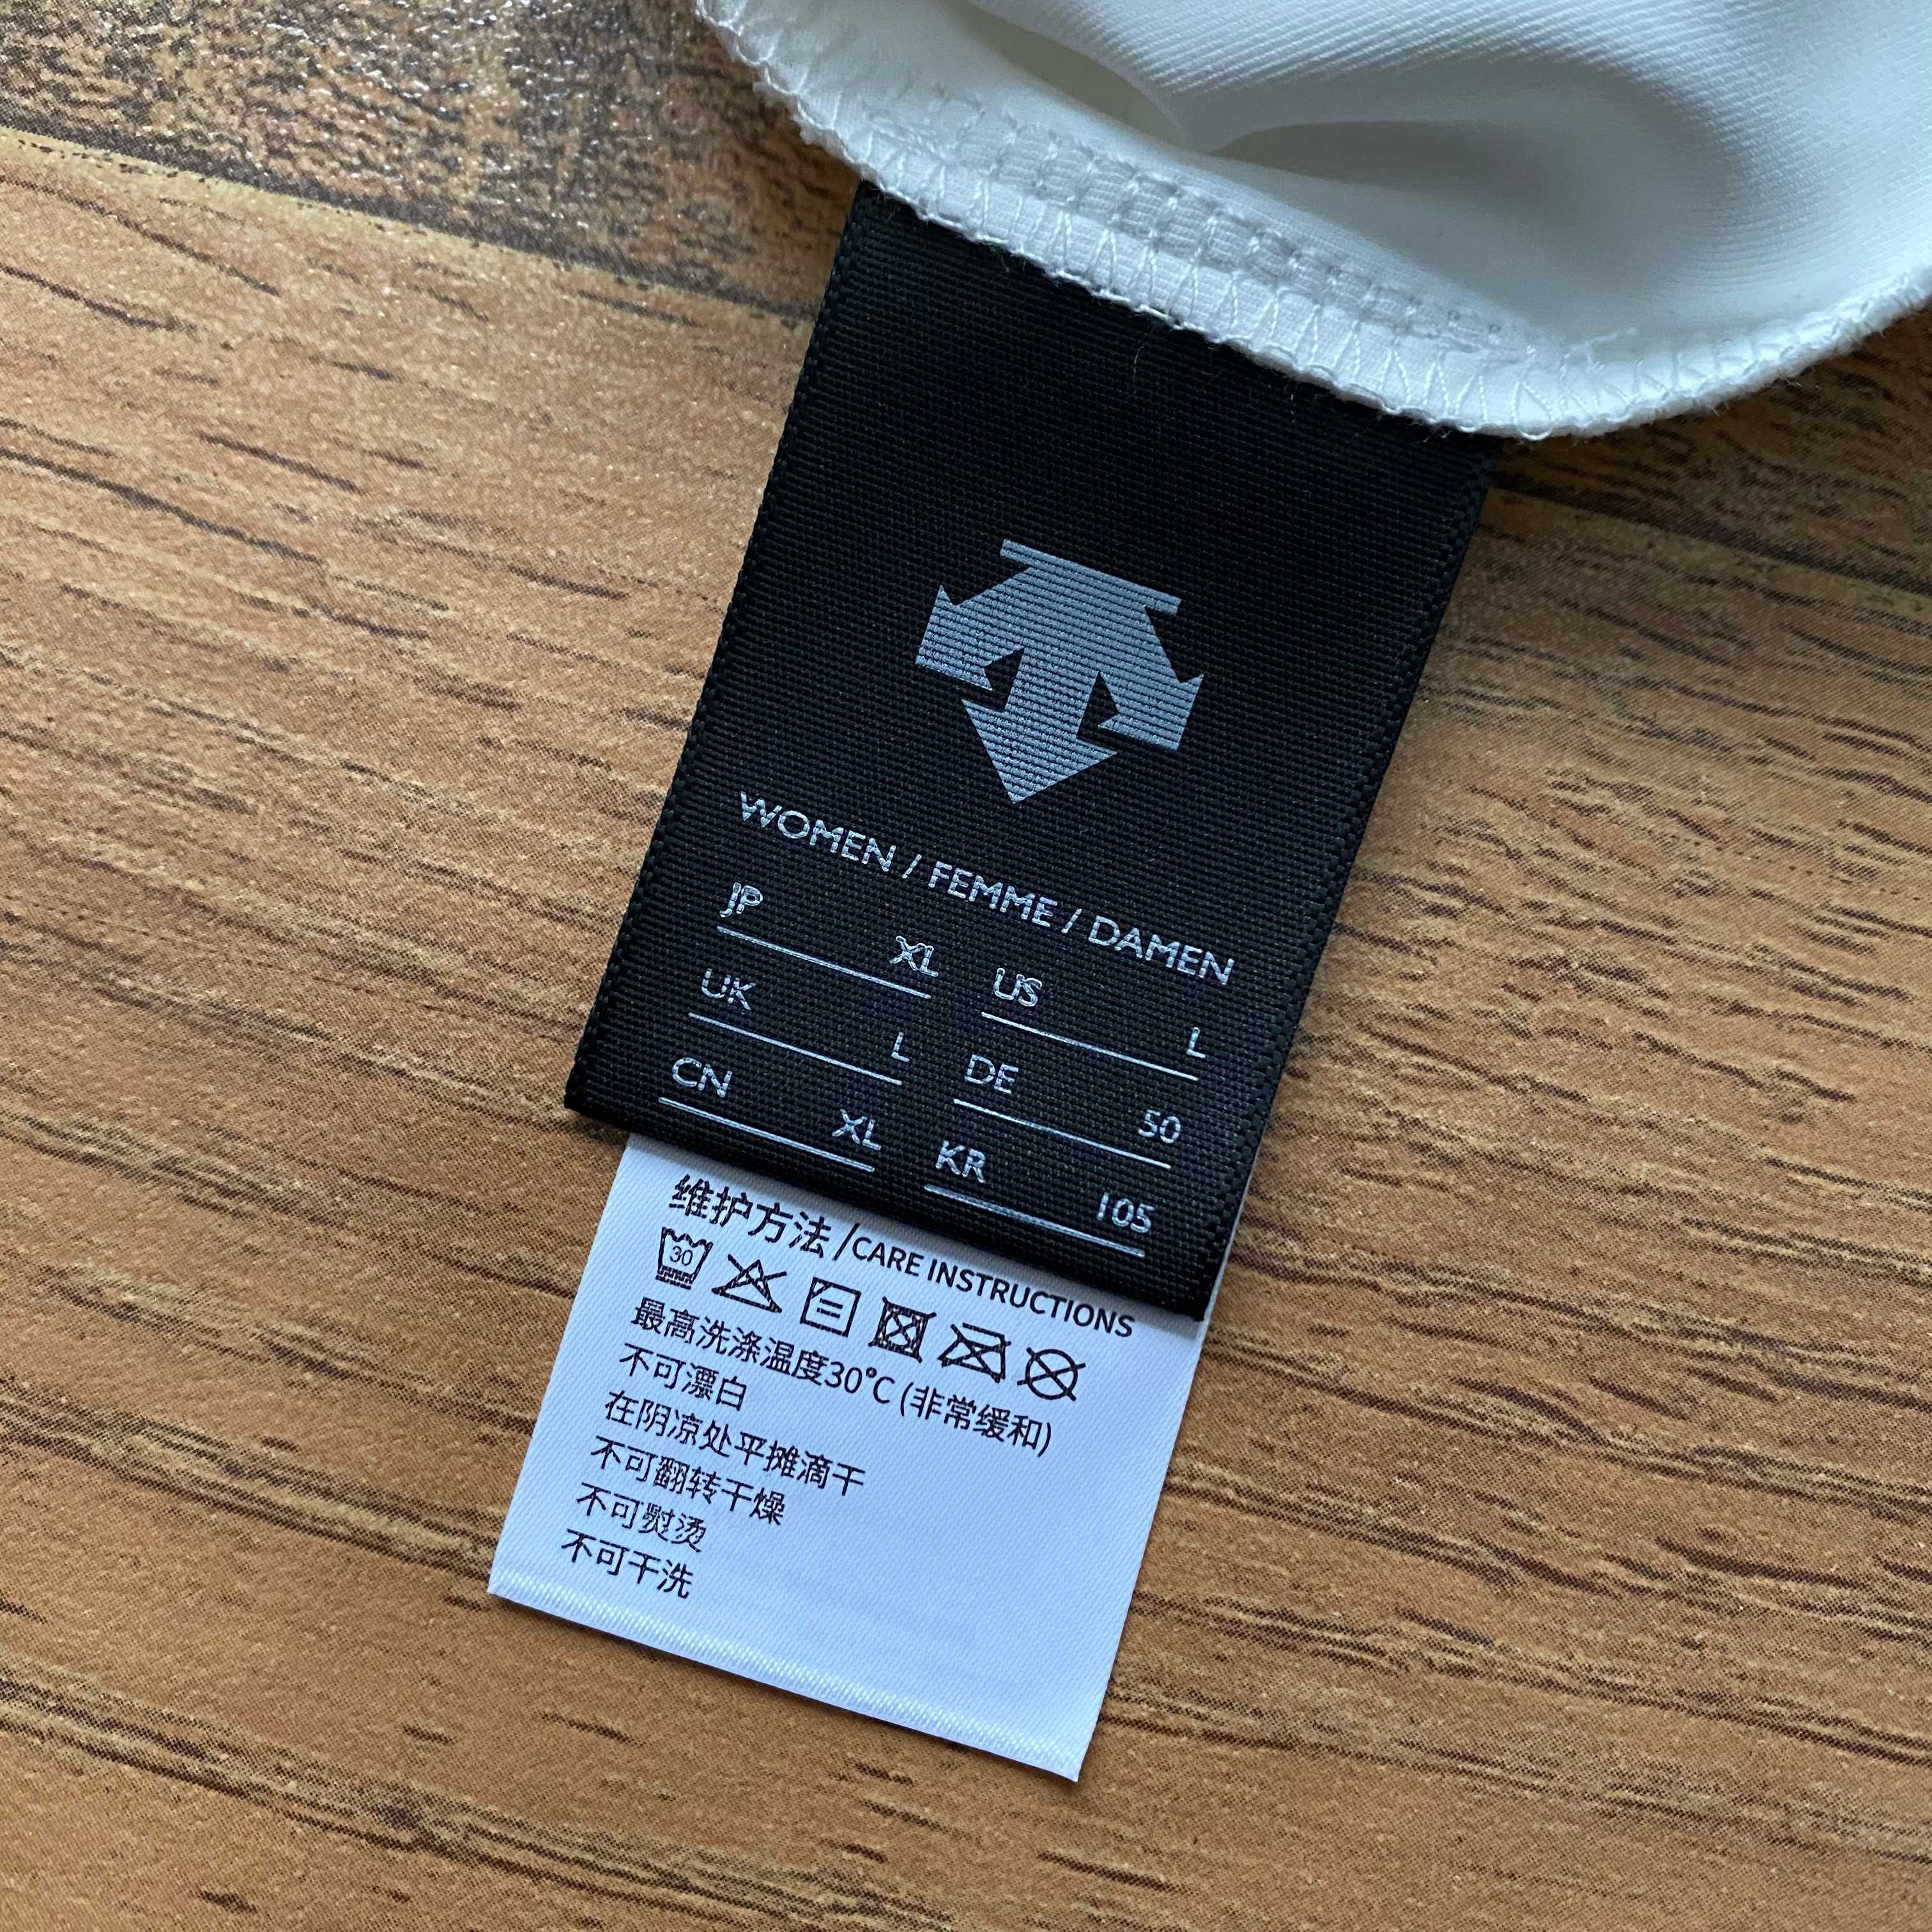 WOMEN / FEMME / DAMEN
JP XL US L
UK L DE 50
CN XL KR 105
维护方法/CARE INSTRUCTIONS
30
最高洗涤温度30°C (非常缓和)
不可漂白
在阴凉处平摊滴干
不可翻转干燥
不可熨烫
不可干洗